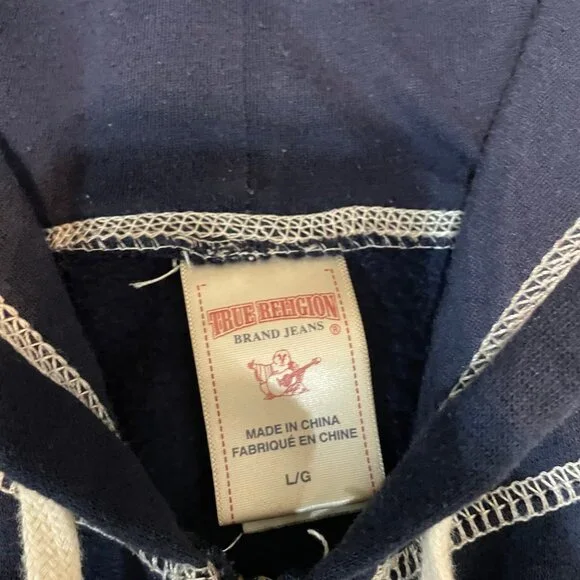 TRUE RELIGION
BRAND JEANS ®
MADE IN CHINA
FABRIQUÉ EN CHINE
L/G